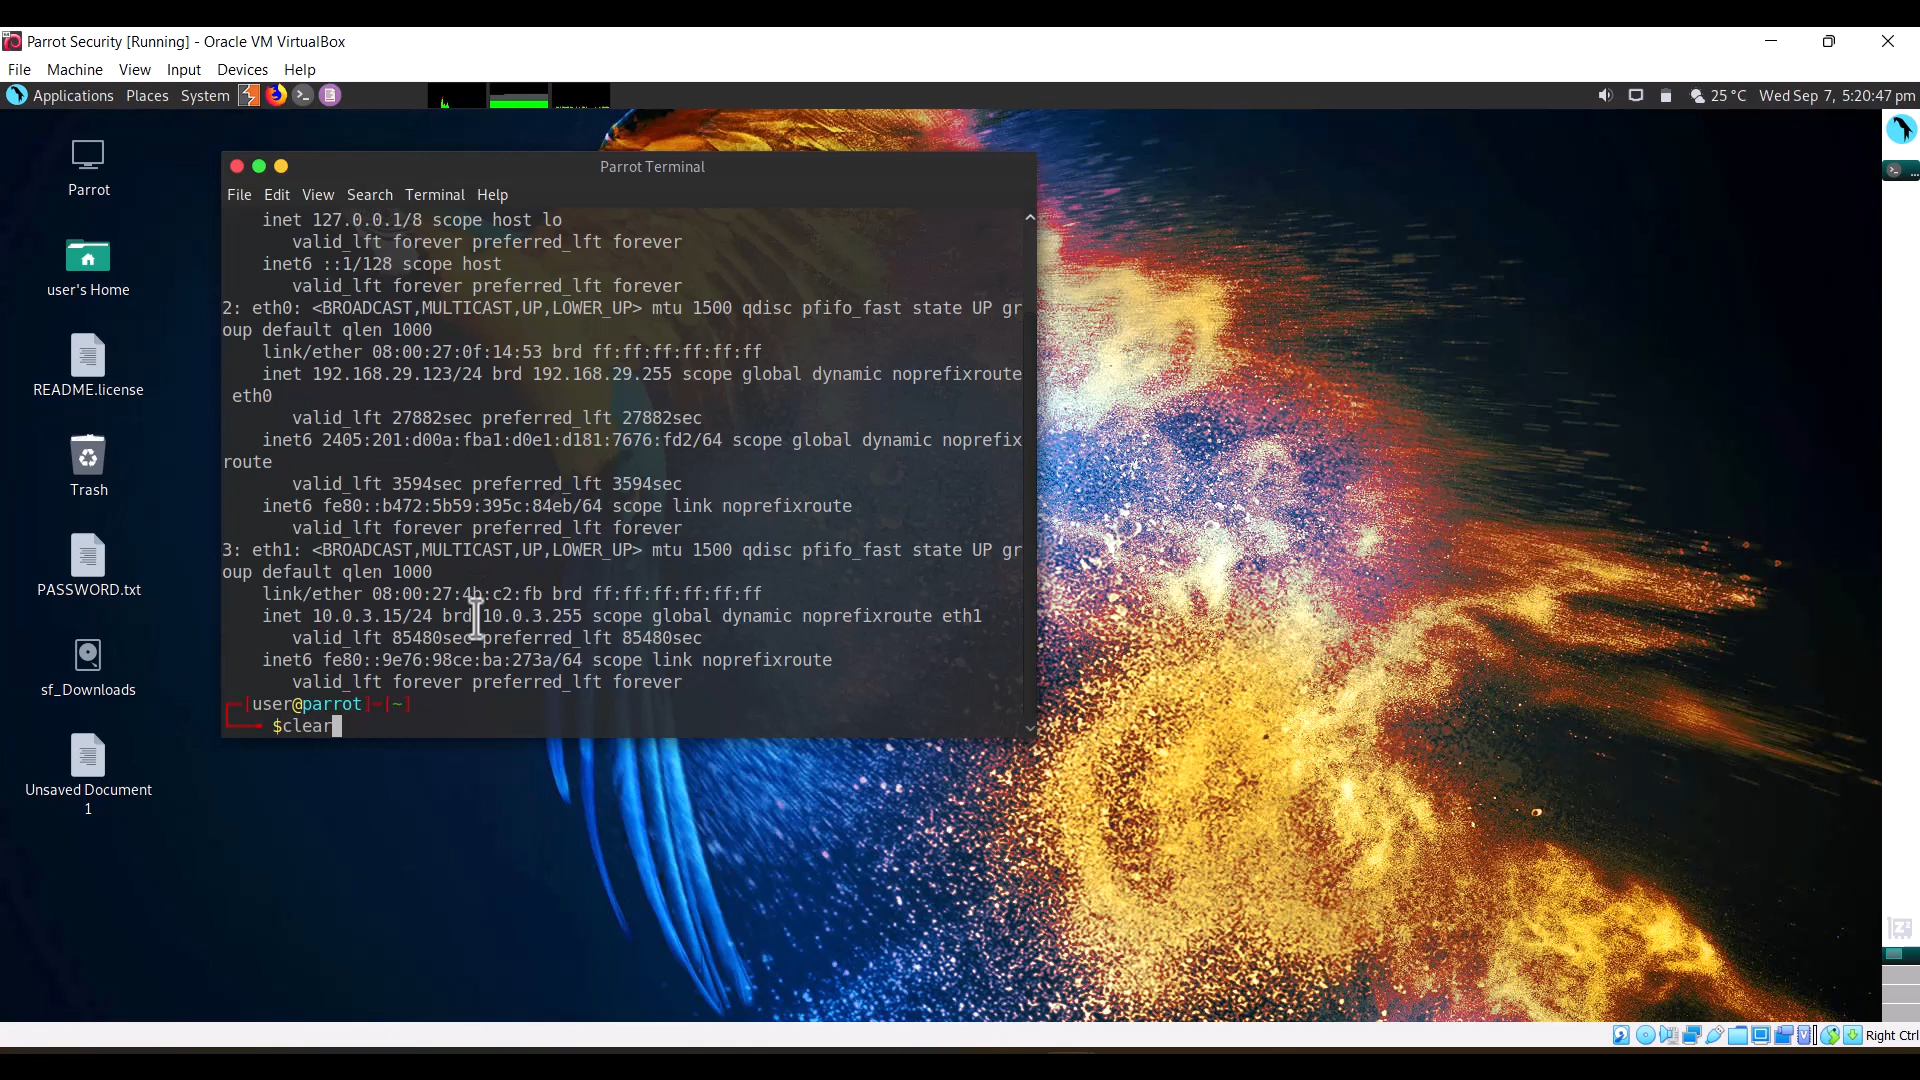 Parrot Security [Running] - Oracle VM VirtualBox
File Machine View Input Devices Help
Applications Places System
25 °C Wed Sep 7, 5:20:47 pm
Parrot
user's Home
README.license
Trash
PASSWORD.txt
sf_Downloads
Unsaved Document
1
Parrot Terminal
File Edit View Search Terminal Help
inet 127.0.0.1/8 scope host lo
valid_lft forever preferred_lft forever
inet6 ::1/128 scope host
valid_lft forever preferred_lft forever
2: eth0: <BROADCAST,MULTICAST,UP,LOWER_UP> mtu 1500 qdisc pfifo_fast state UP gr
oup default qlen 1000
link/ether 08:00:27:0f:14:53 brd ff:ff:ff:ff:ff:ff
inet 192.168.29.123/24 brd 192.168.29.255 scope global dynamic noprefixroute
eth0
valid_lft 27882sec preferred_lft 27882sec
inet6 2405:201:d00a:fba1:d0e1:d181:7676:fd2/64 scope global dynamic noprefix
route
valid_lft 3594sec preferred_lft 3594sec
inet6 fe80::b472:5b59:395c:84eb/64 scope link noprefixroute
valid_lft forever preferred_lft forever
3: eth1: <BROADCAST,MULTICAST,UP,LOWER_UP> mtu 1500 qdisc pfifo_fast state UP gr
oup default qlen 1000
link/ether 08:00:27:4b:c2:fb brd ff:ff:ff:ff:ff:ff
inet 10.0.3.15/24 brd 10.0.3.255 scope global dynamic noprefixroute eth1
valid_lft 85480sec preferred_lft 85480sec
inet6 fe80::9e76:98ce:ba:273a/64 scope link noprefixroute
valid_lft forever preferred_lft forever
[user@parrot]-[~]
$clear
...
Right Ctrl